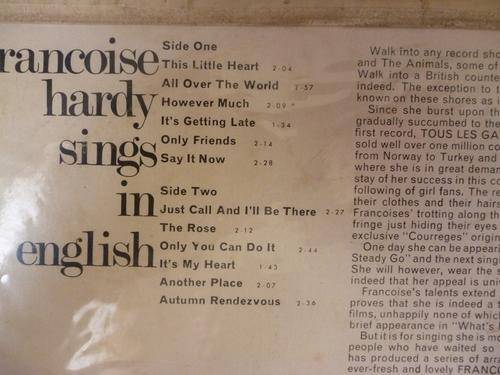 rancoise
hardy
sings
in
english
Side One
This Little Heart 2-04
All Over The World 1-57
However Much 2-09
It's Getting Late 1-34
Only Friends 2-14
Say It Now 2-28
Side Two
Just Call And I'll Be There 2-27
The Rose 2-12
Only You Can Do It 2-44
It's My Heart 1-43
Another Place 2-07
Autumn Rendezvous 2-36
Walk into any record sho
and The Animals, some of
Walk into a British counte
indeed. The exception to t
known on these shores as i
Since she burst upon th
gradually succumbed to the
first record, TOUS LES GA
sold well over one million co
from Norway to Turkey and
where she is in great deman
stay of her success in this co
following of girl fans. The re
their clothes and their hairs
Francoises' trotting along th
fringe just hiding their eyes
exclusive "Courreges" origin
One day she can be appeari
Steady Go" and the next singi
She will however, wear the s
indeed that her appeal is uni
Francoise's talents extend
proves that she is indeed a t
films, unhappily none of whic
brief appearance in "What's
But it is for singing she is mo
people who have waited so
has produced a series of arra
ever-fresh and lovely FRANC